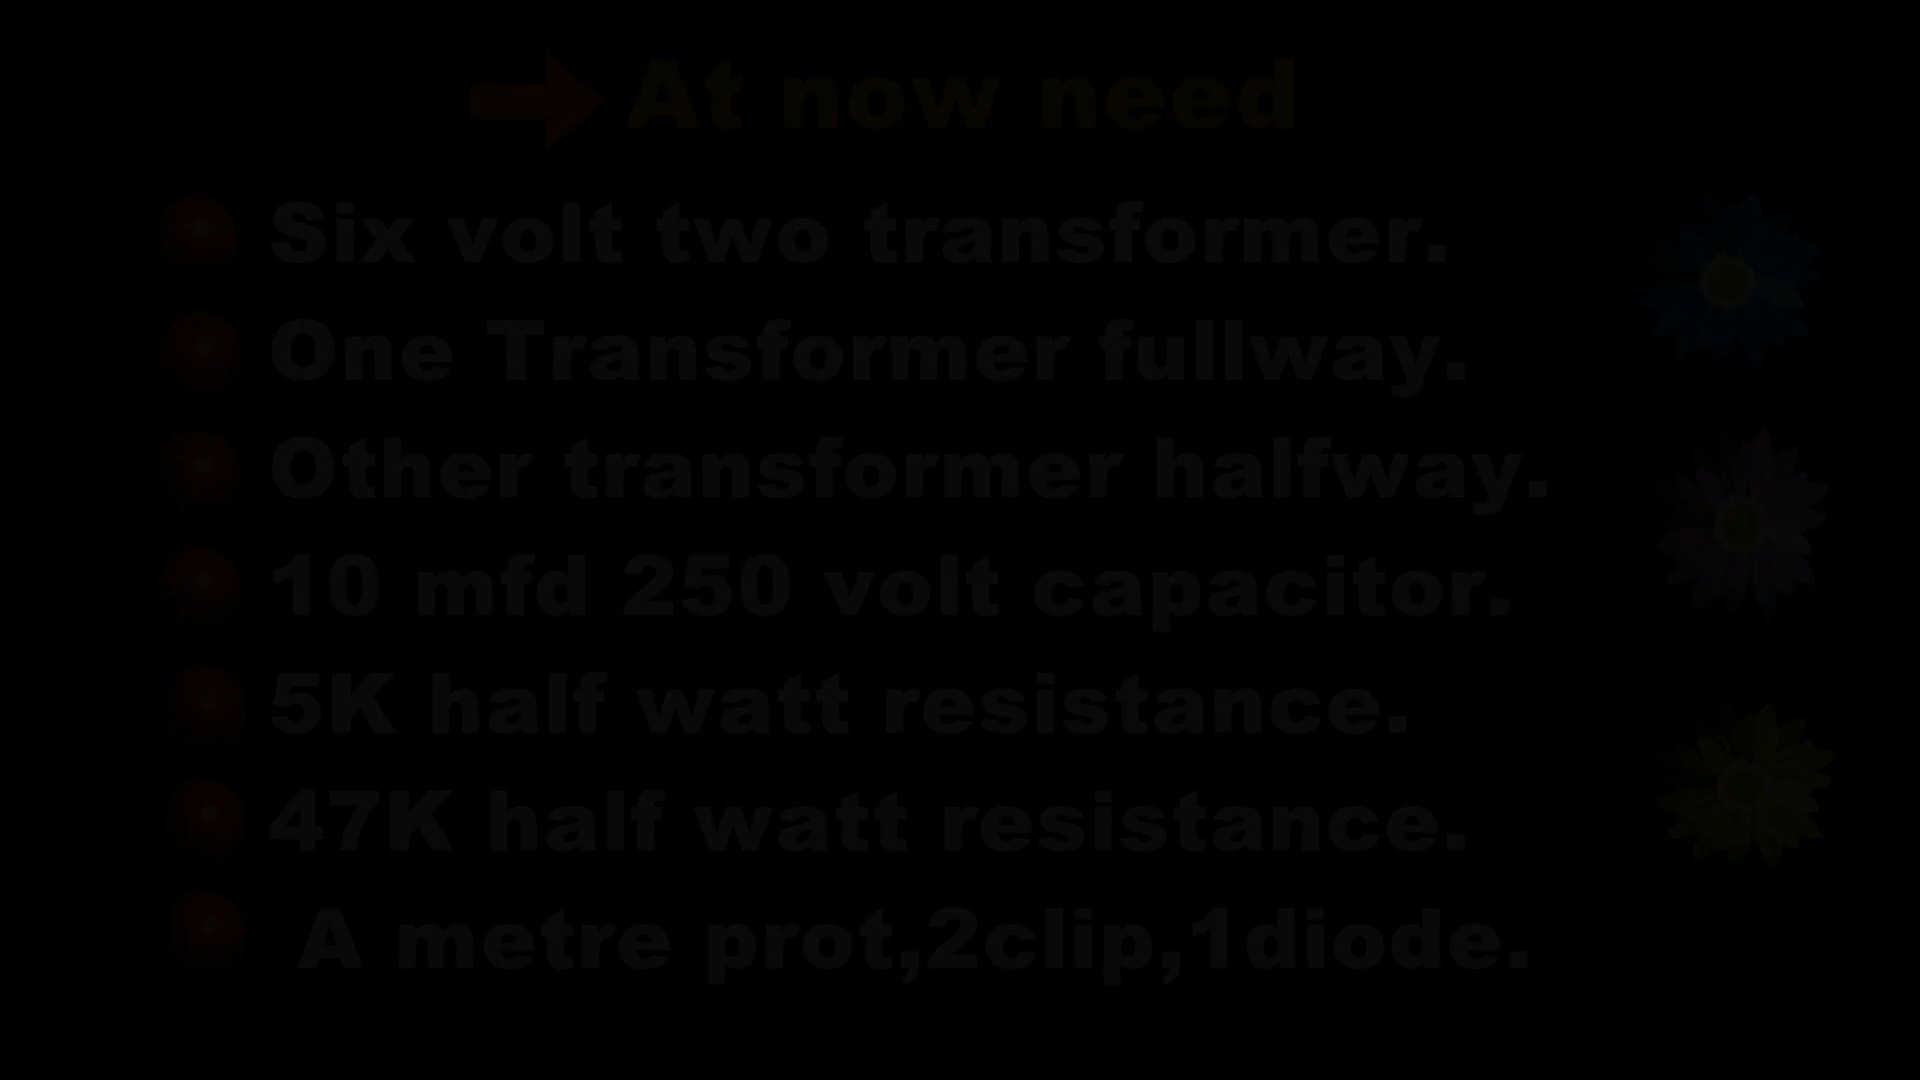 At now need
Six volt two transformer.
One Transformer fullway.
Other transformer halfway.
10 mfd 250 volt capacitor.
5K half watt resistance.
47K half watt resistance.
A metre prot,2clip,1diode.